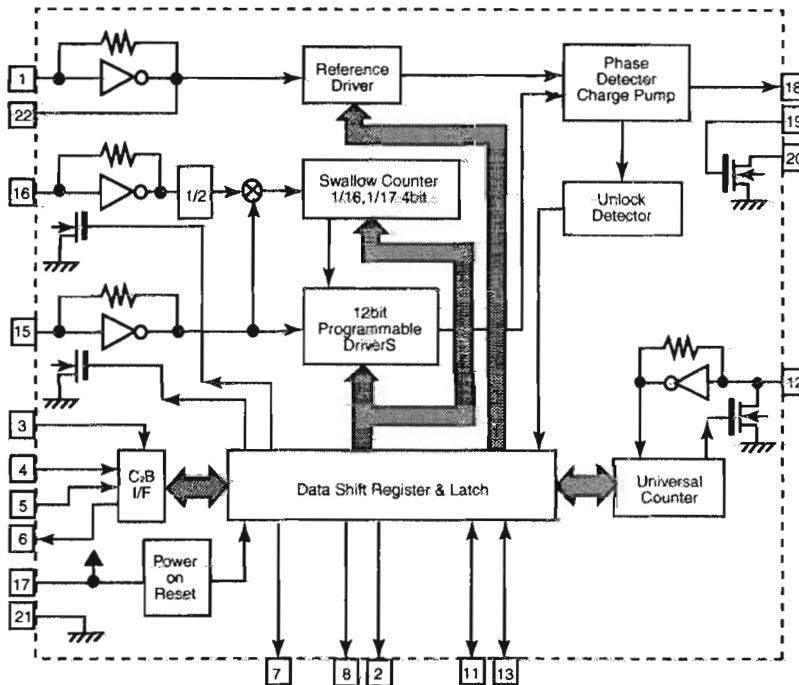 1
22
Reference
Driver
Phase
Detector
Charge Pump
18
19
20
16
1/2
Swallow Counter
1/16, 1/17 4bit
Unlock
Detector
15
12bit
Programmable
DriverS
12
3
4
5
6
C₂B
I/F
Data Shift Register & Latch
Universal
Counter
17
Power
on
Reset
21
7
8
2
11
13